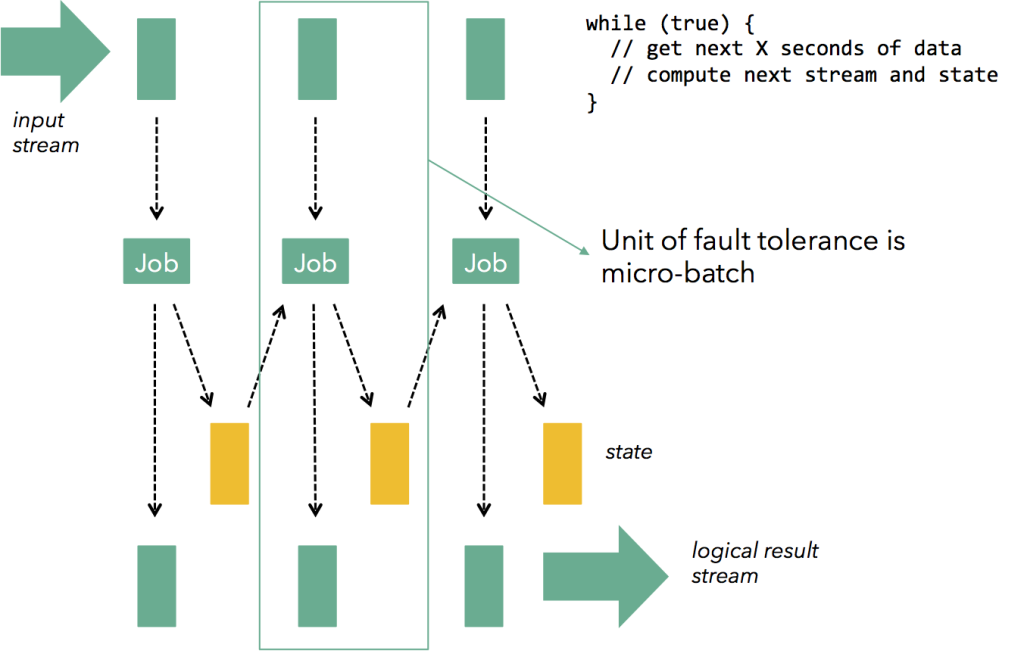 while (true) {
  // get next X seconds of data
  // compute next stream and state
}
input
stream
Job
Job
Job
Unit of fault tolerance is
micro-batch
state
logical result
stream